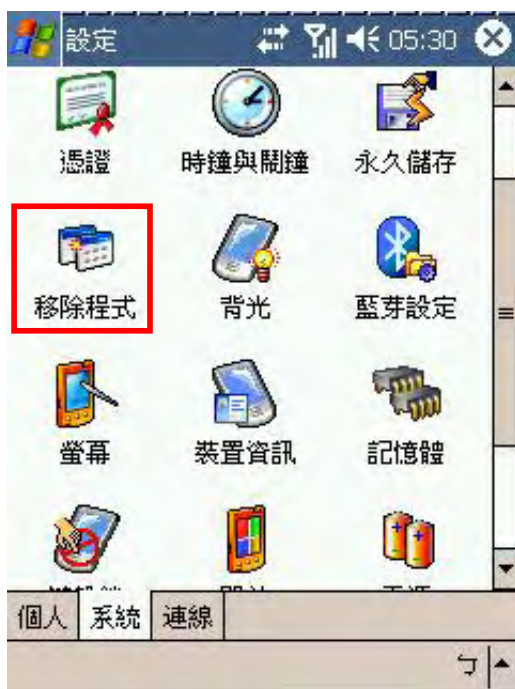 設定 05:30
憑證 時鐘與鬧鐘 永久儲存
移除程式 背光 藍芽設定
螢幕 裝置資訊 記憶體
個人 系統 連線
ㄅ